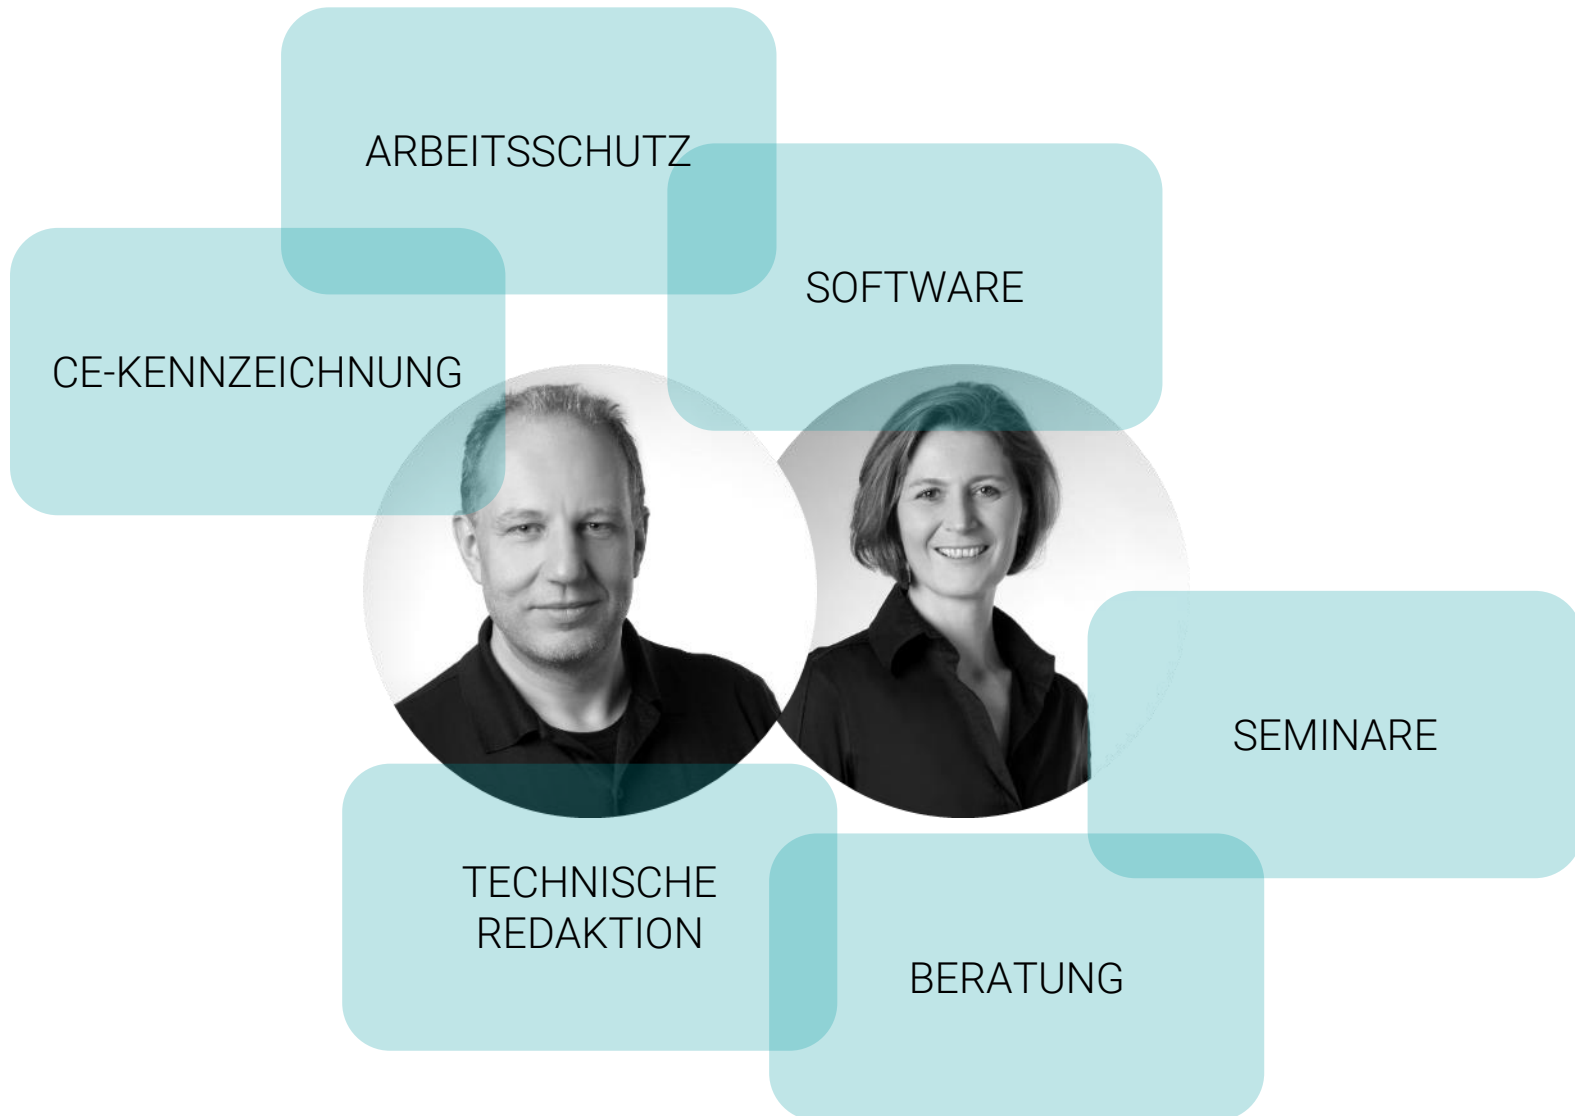 ARBEITSSCHUTZ
SOFTWARE
CE-KENNZEICHNUNG
SEMINARE
TECHNISCHE
REDAKTION
BERATUNG